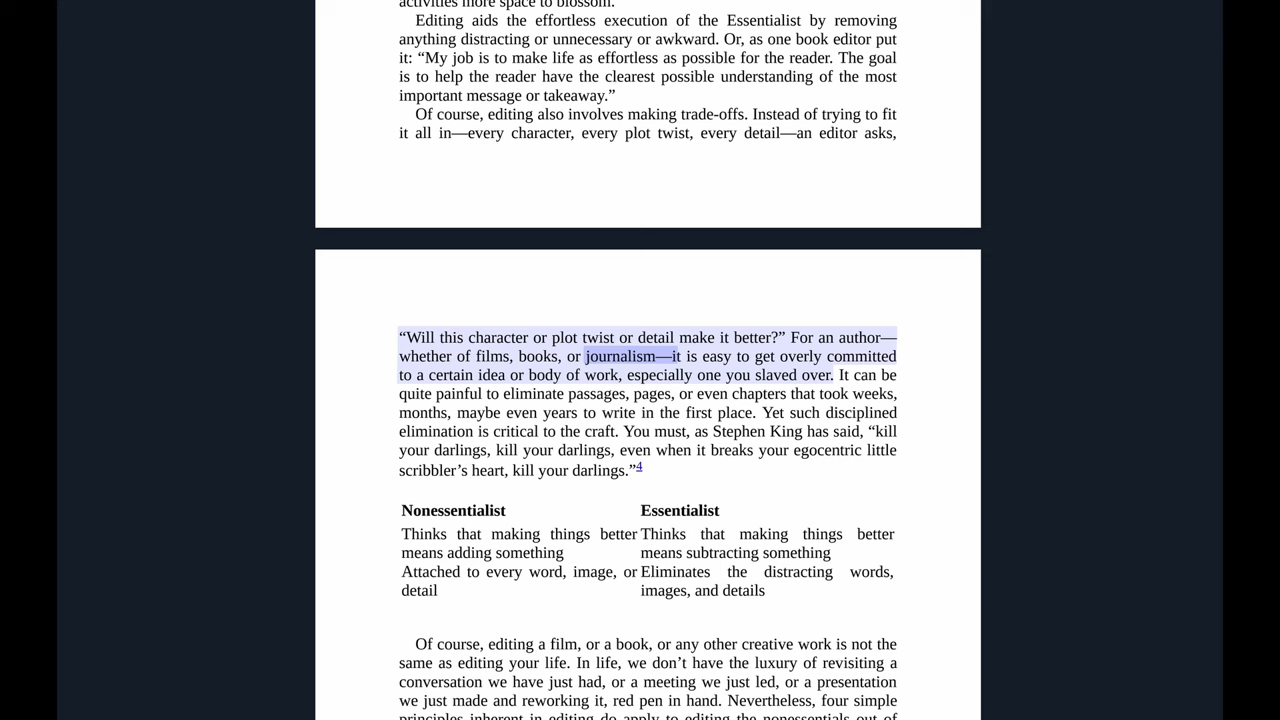 activities more space to blossom.
Editing aids the effortless execution of the Essentialist by removing
anything distracting or unnecessary or awkward. Or, as one book editor put
it: “My job is to make life as effortless as possible for the reader. The goal
is to help the reader have the clearest possible understanding of the most
important message or takeaway.”
Of course, editing also involves making trade-offs. Instead of trying to fit
it all in—every character, every plot twist, every detail—an editor asks,
“Will this character or plot twist or detail make it better?” For an author—
whether of films, books, or journalism—it is easy to get overly committed
to a certain idea or body of work, especially one you slaved over. It can be
quite painful to eliminate passages, pages, or even chapters that took weeks,
months, maybe even years to write in the first place. Yet such disciplined
elimination is critical to the craft. You must, as Stephen King has said, “kill
your darlings, kill your darlings, even when it breaks your egocentric little
scribbler’s heart, kill your darlings.”4
Nonessentialist Essentialist
Thinks that making things better Thinks that making things better
means adding something means subtracting something
Attached to every word, image, or Eliminates the distracting words,
detail images, and details
Of course, editing a film, or a book, or any other creative work is not the
same as editing your life. In life, we don’t have the luxury of revisiting a
conversation we have just had, or a meeting we just led, or a presentation
we just made and reworking it, red pen in hand. Nevertheless, four simple
principles inherent in editing do apply to editing the nonessentials out of